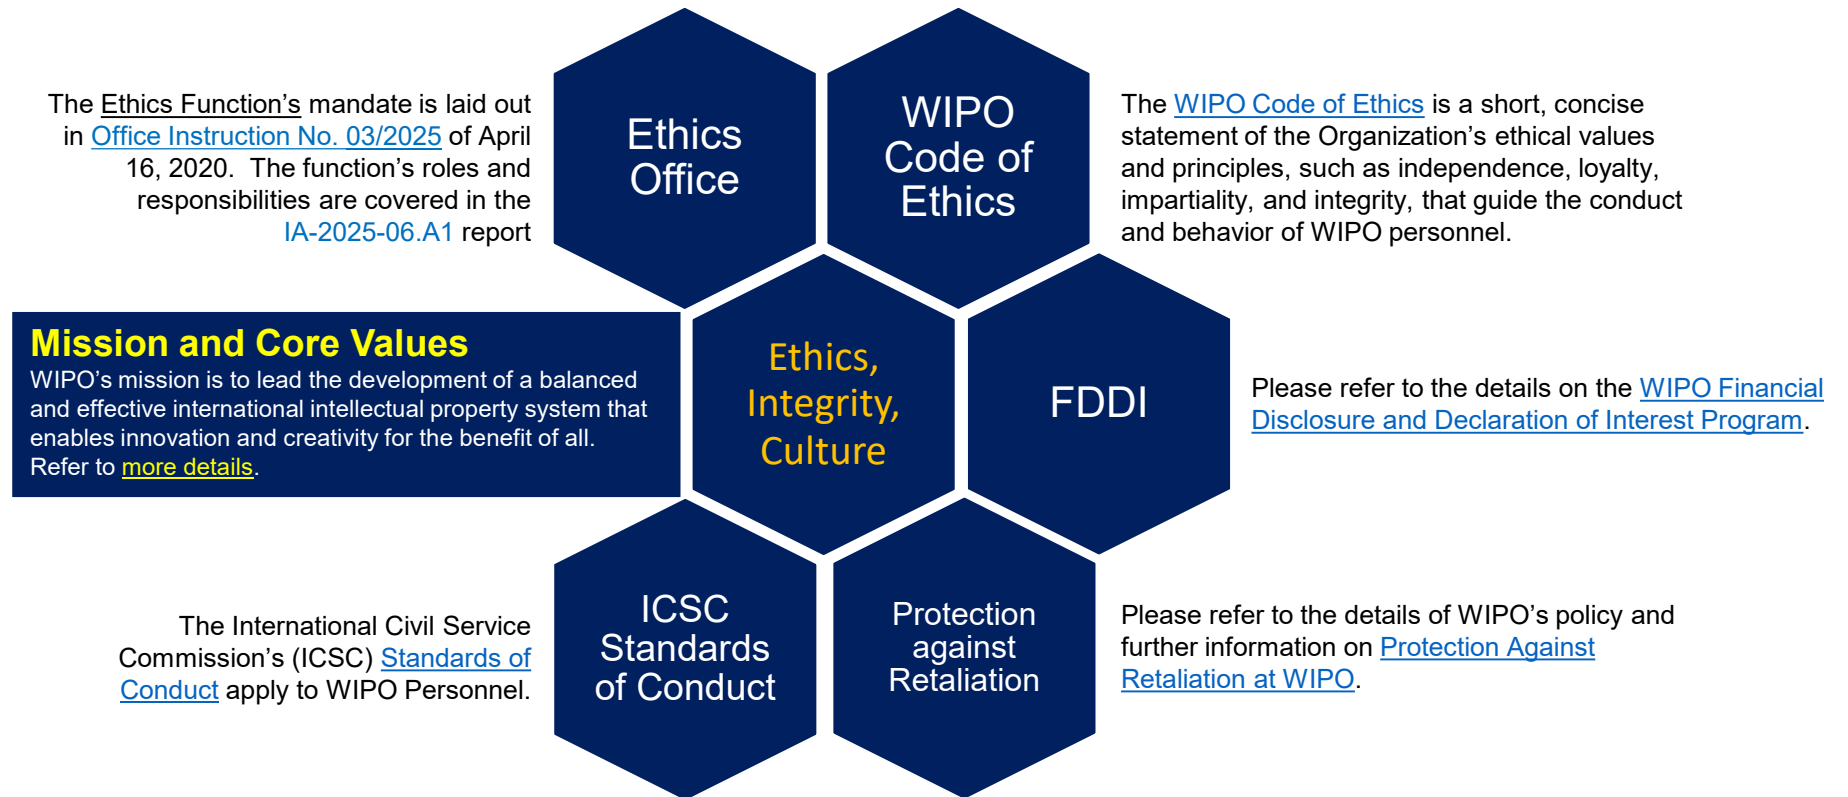 The Ethics Function’s mandate is laid out
in Office Instruction No. 03/2025 of April
16, 2020.  The function’s roles and
responsibilities are covered in the
IA-2025-06.A1 report
Ethics
Office
WIPO
Code of
Ethics
The WIPO Code of Ethics is a short, concise
statement of the Organization’s ethical values
and principles, such as independence, loyalty,
impartiality, and integrity, that guide the conduct
and behavior of WIPO personnel.
Mission and Core Values
WIPO’s mission is to lead the development of a balanced
and effective international intellectual property system that
enables innovation and creativity for the benefit of all.
Refer to more details.
Ethics,
Integrity,
Culture
FDDI
Please refer to the details on the WIPO Financial
Disclosure and Declaration of Interest Program.
The International Civil Service
Commission’s (ICSC) Standards of
Conduct apply to WIPO Personnel.
ICSC
Standards
of Conduct
Protection
against
Retaliation
Please refer to the details of WIPO’s policy and
further information on Protection Against
Retaliation at WIPO.